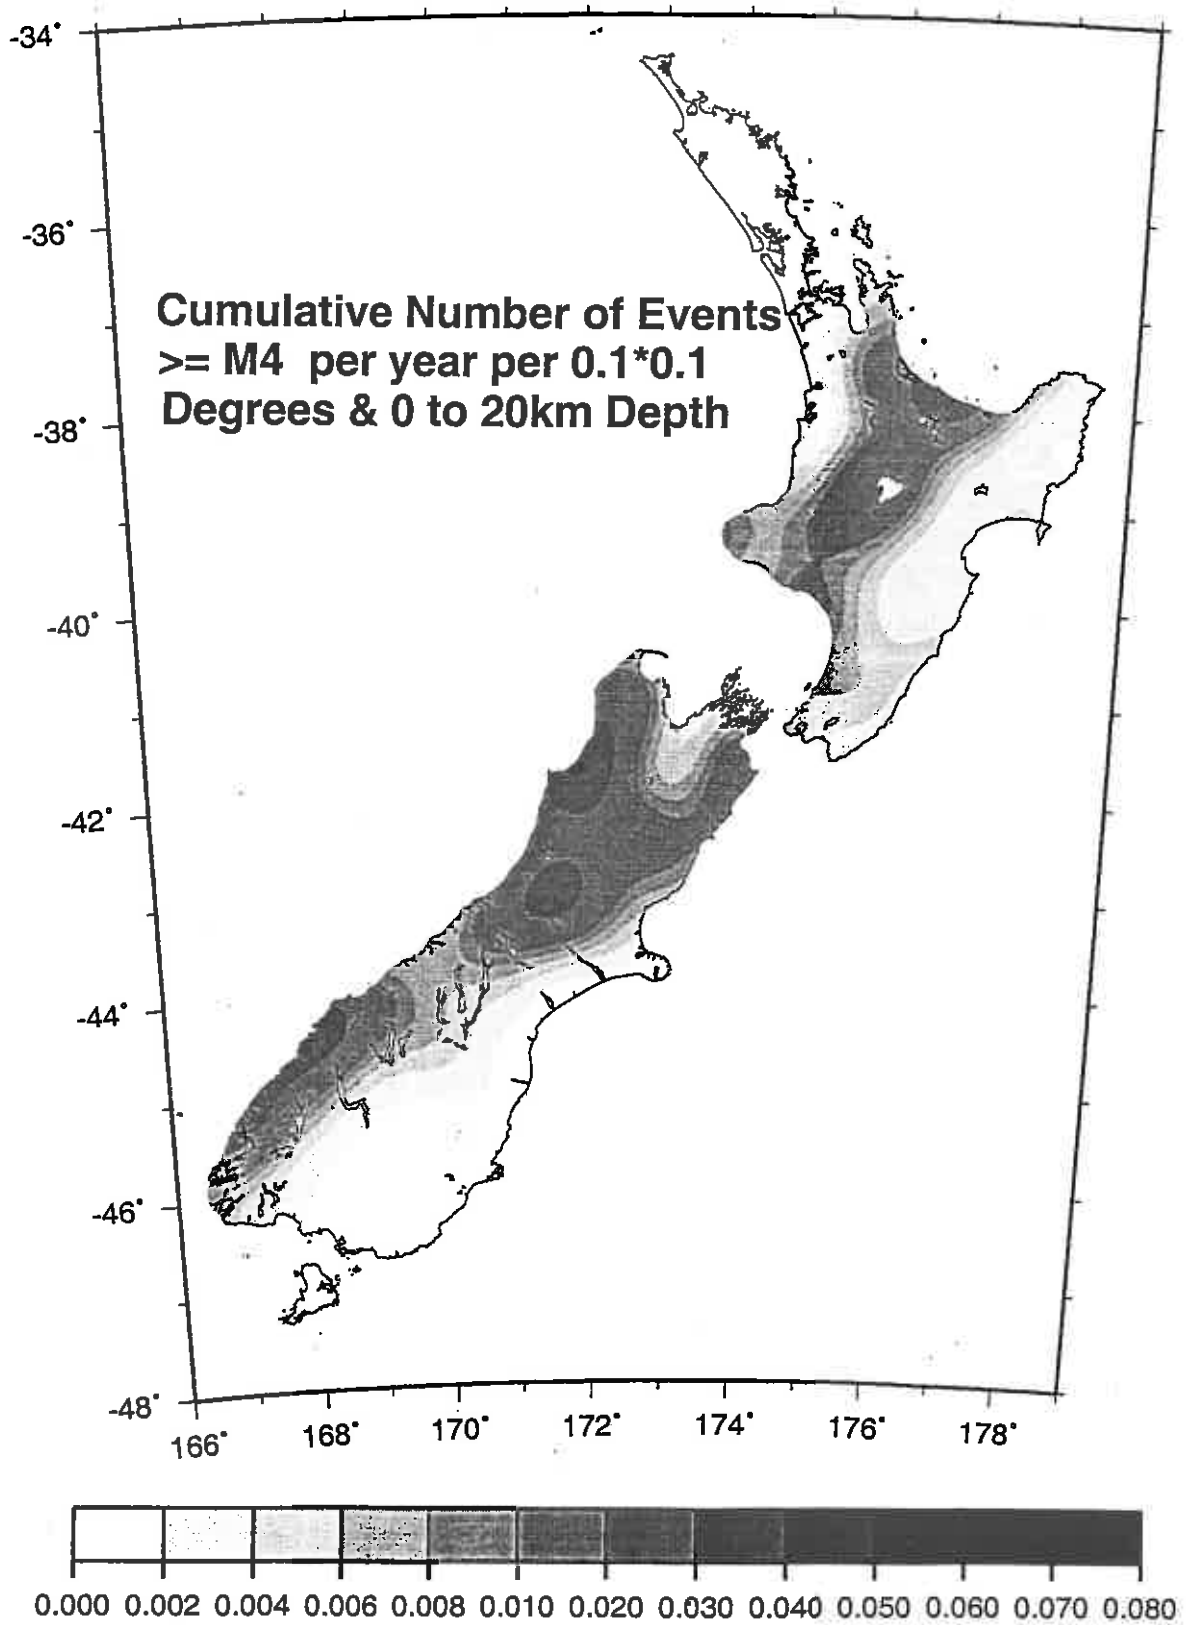 -34°
-36°
Cumulative Number of Events
>= M4 per year per 0.1*0.1
Degrees & 0 to 20km Depth
-38°
-40°
-42°
-44°
-46°
-48°
166° 168° 170° 172° 174° 176° 178°
0.000 0.002 0.004 0.006 0.008 0.010 0.020 0.030 0.040 0.050 0.060 0.070 0.080